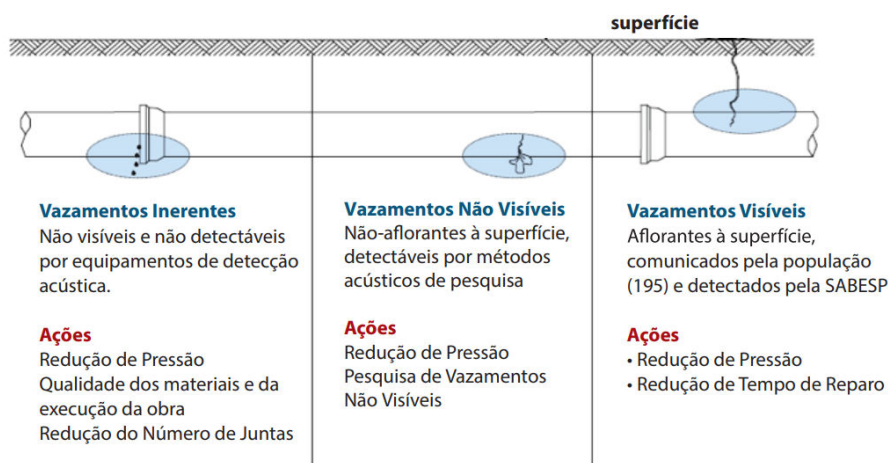 superfície
Vazamentos Inerentes
Não visíveis e não detectáveis
por equipamentos de detecção
acústica.
Ações
Redução de Pressão
Qualidade dos materiais e da
execução da obra
Redução do Número de Juntas
Vazamentos Não Visíveis
Não-aflorantes à superfície,
detectáveis por métodos
acústicos de pesquisa
Ações
Redução de Pressão
Pesquisa de Vazamentos
Não Visíveis
Vazamentos Visíveis
Aflorantes à superfície,
comunicados pela população
(195) e detectados pela SABESP
Ações
• Redução de Pressão
• Redução de Tempo de Reparo